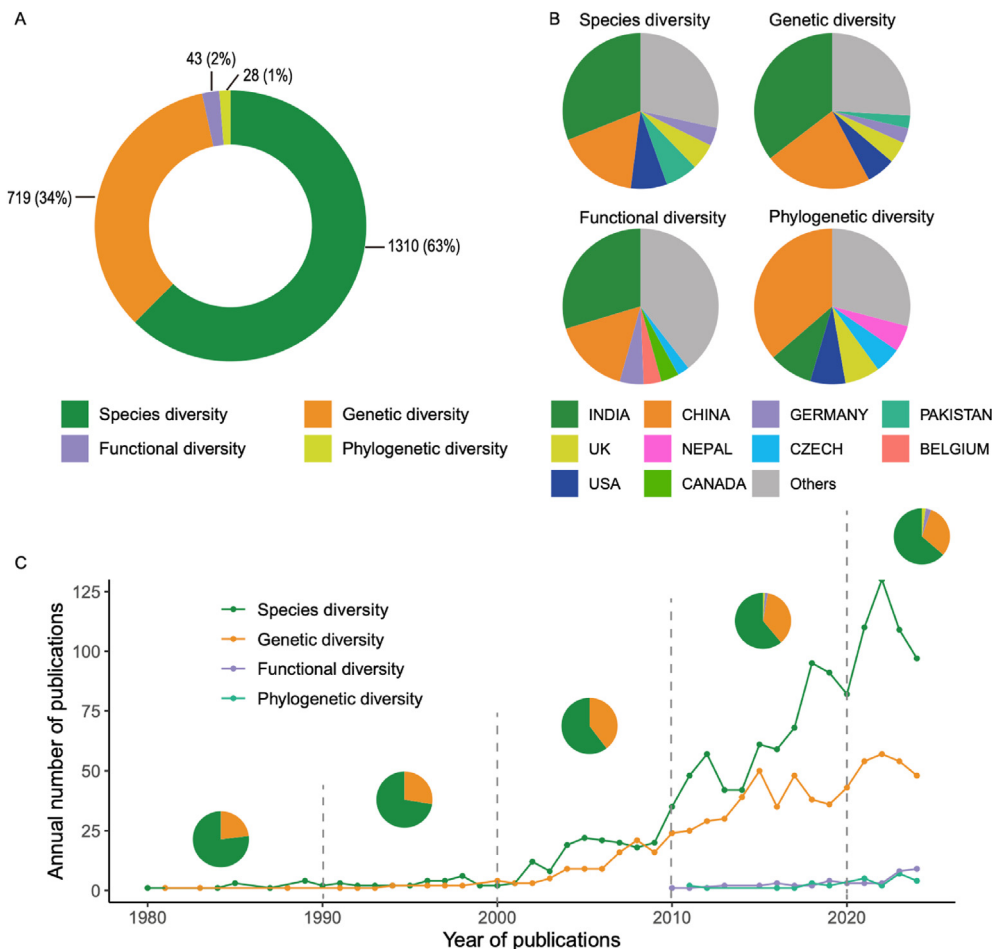 A
43 (2%)
28 (1%)
719 (34%)
1310 (63%)
Species diversity
Genetic diversity
Functional diversity
Phylogenetic diversity
B
Species diversity
Genetic diversity
Functional diversity
Phylogenetic diversity
INDIA
CHINA
GERMANY
PAKISTAN
UK
NEPAL
CZECH
BELGIUM
USA
CANADA
Others
C
Annual number of publications
125
100
75
50
25
0
Species diversity
Genetic diversity
Functional diversity
Phylogenetic diversity
1980
1990
2000
2010
2020
Year of publications